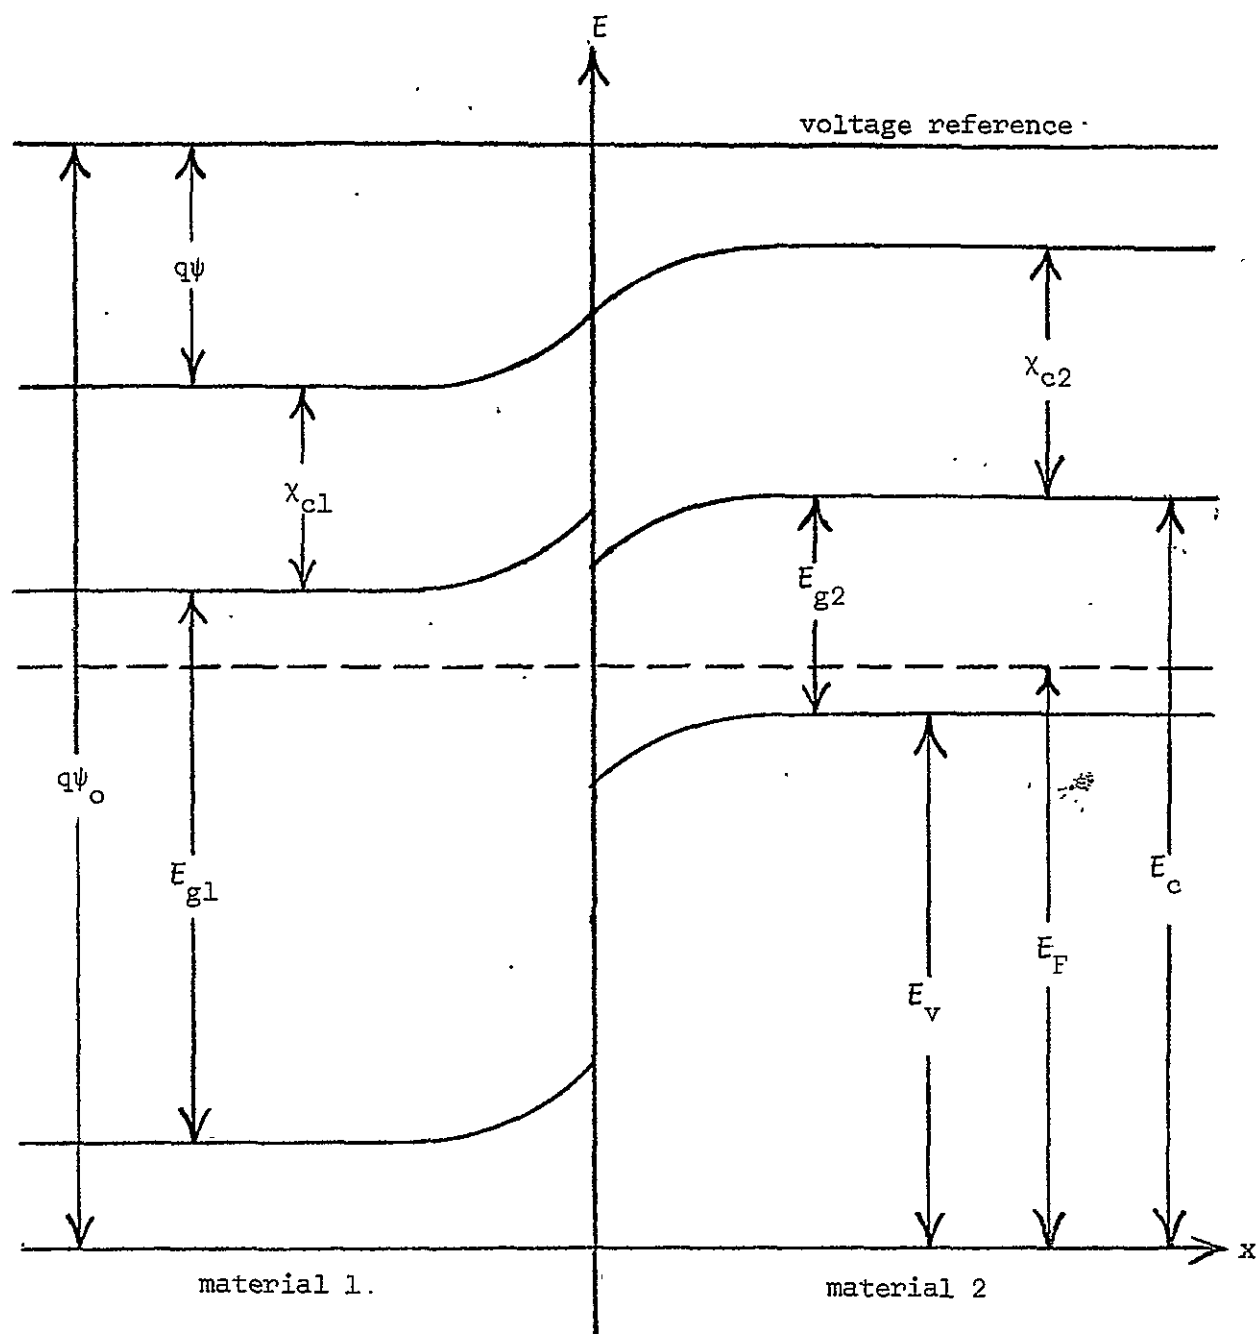 E
voltage reference
qψ
χc2
χc1
Eg2
qψo
Eg1
Ec
EF
Ev
x
material 1.
material 2